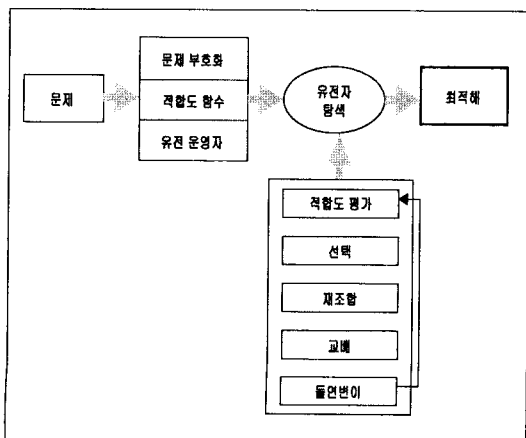 문제
문제 부호화
적합도 함수
유전 운영자
유전자
탐색
최적해
적합도 평가
선택
재조합
교배
돌연변이